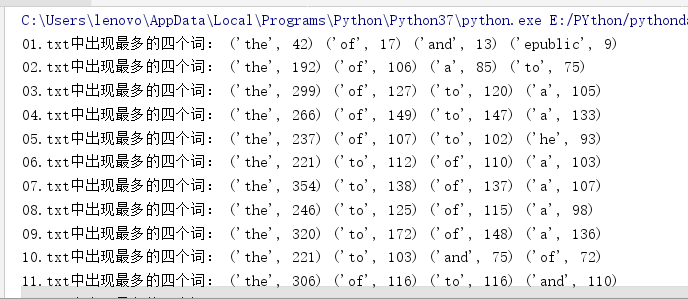 C:\Users\lenovo\AppData\Local\Programs\Python\Python37\python.exe E:/PYton/pythonda
01.txt中出现最多的四个词: ('the', 42) ('of', 17) ('and', 13) ('epublic', 9)
02.txt中出现最多的四个词: ('the', 192) ('of', 106) ('a', 85) ('to', 75)
03.txt中出现最多的四个词: ('the', 299) ('of', 127) ('to', 120) ('a', 105)
04.txt中出现最多的四个词: ('the', 266) ('of', 149) ('to', 147) ('a', 133)
05.txt中出现最多的四个词: ('the', 237) ('of', 107) ('to', 102) ('he', 93)
06.txt中出现最多的四个词: ('the', 221) ('to', 112) ('of', 110) ('a', 103)
07.txt中出现最多的四个词: ('the', 354) ('to', 138) ('of', 137) ('a', 107)
08.txt中出现最多的四个词: ('the', 246) ('to', 125) ('of', 115) ('a', 98)
09.txt中出现最多的四个词: ('the', 320) ('to', 172) ('of', 148) ('a', 136)
10.txt中出现最多的四个词: ('the', 221) ('to', 103) ('and', 75) ('of', 72)
11.txt中出现最多的四个词: ('the', 306) ('of', 116) ('to', 116) ('and', 110)